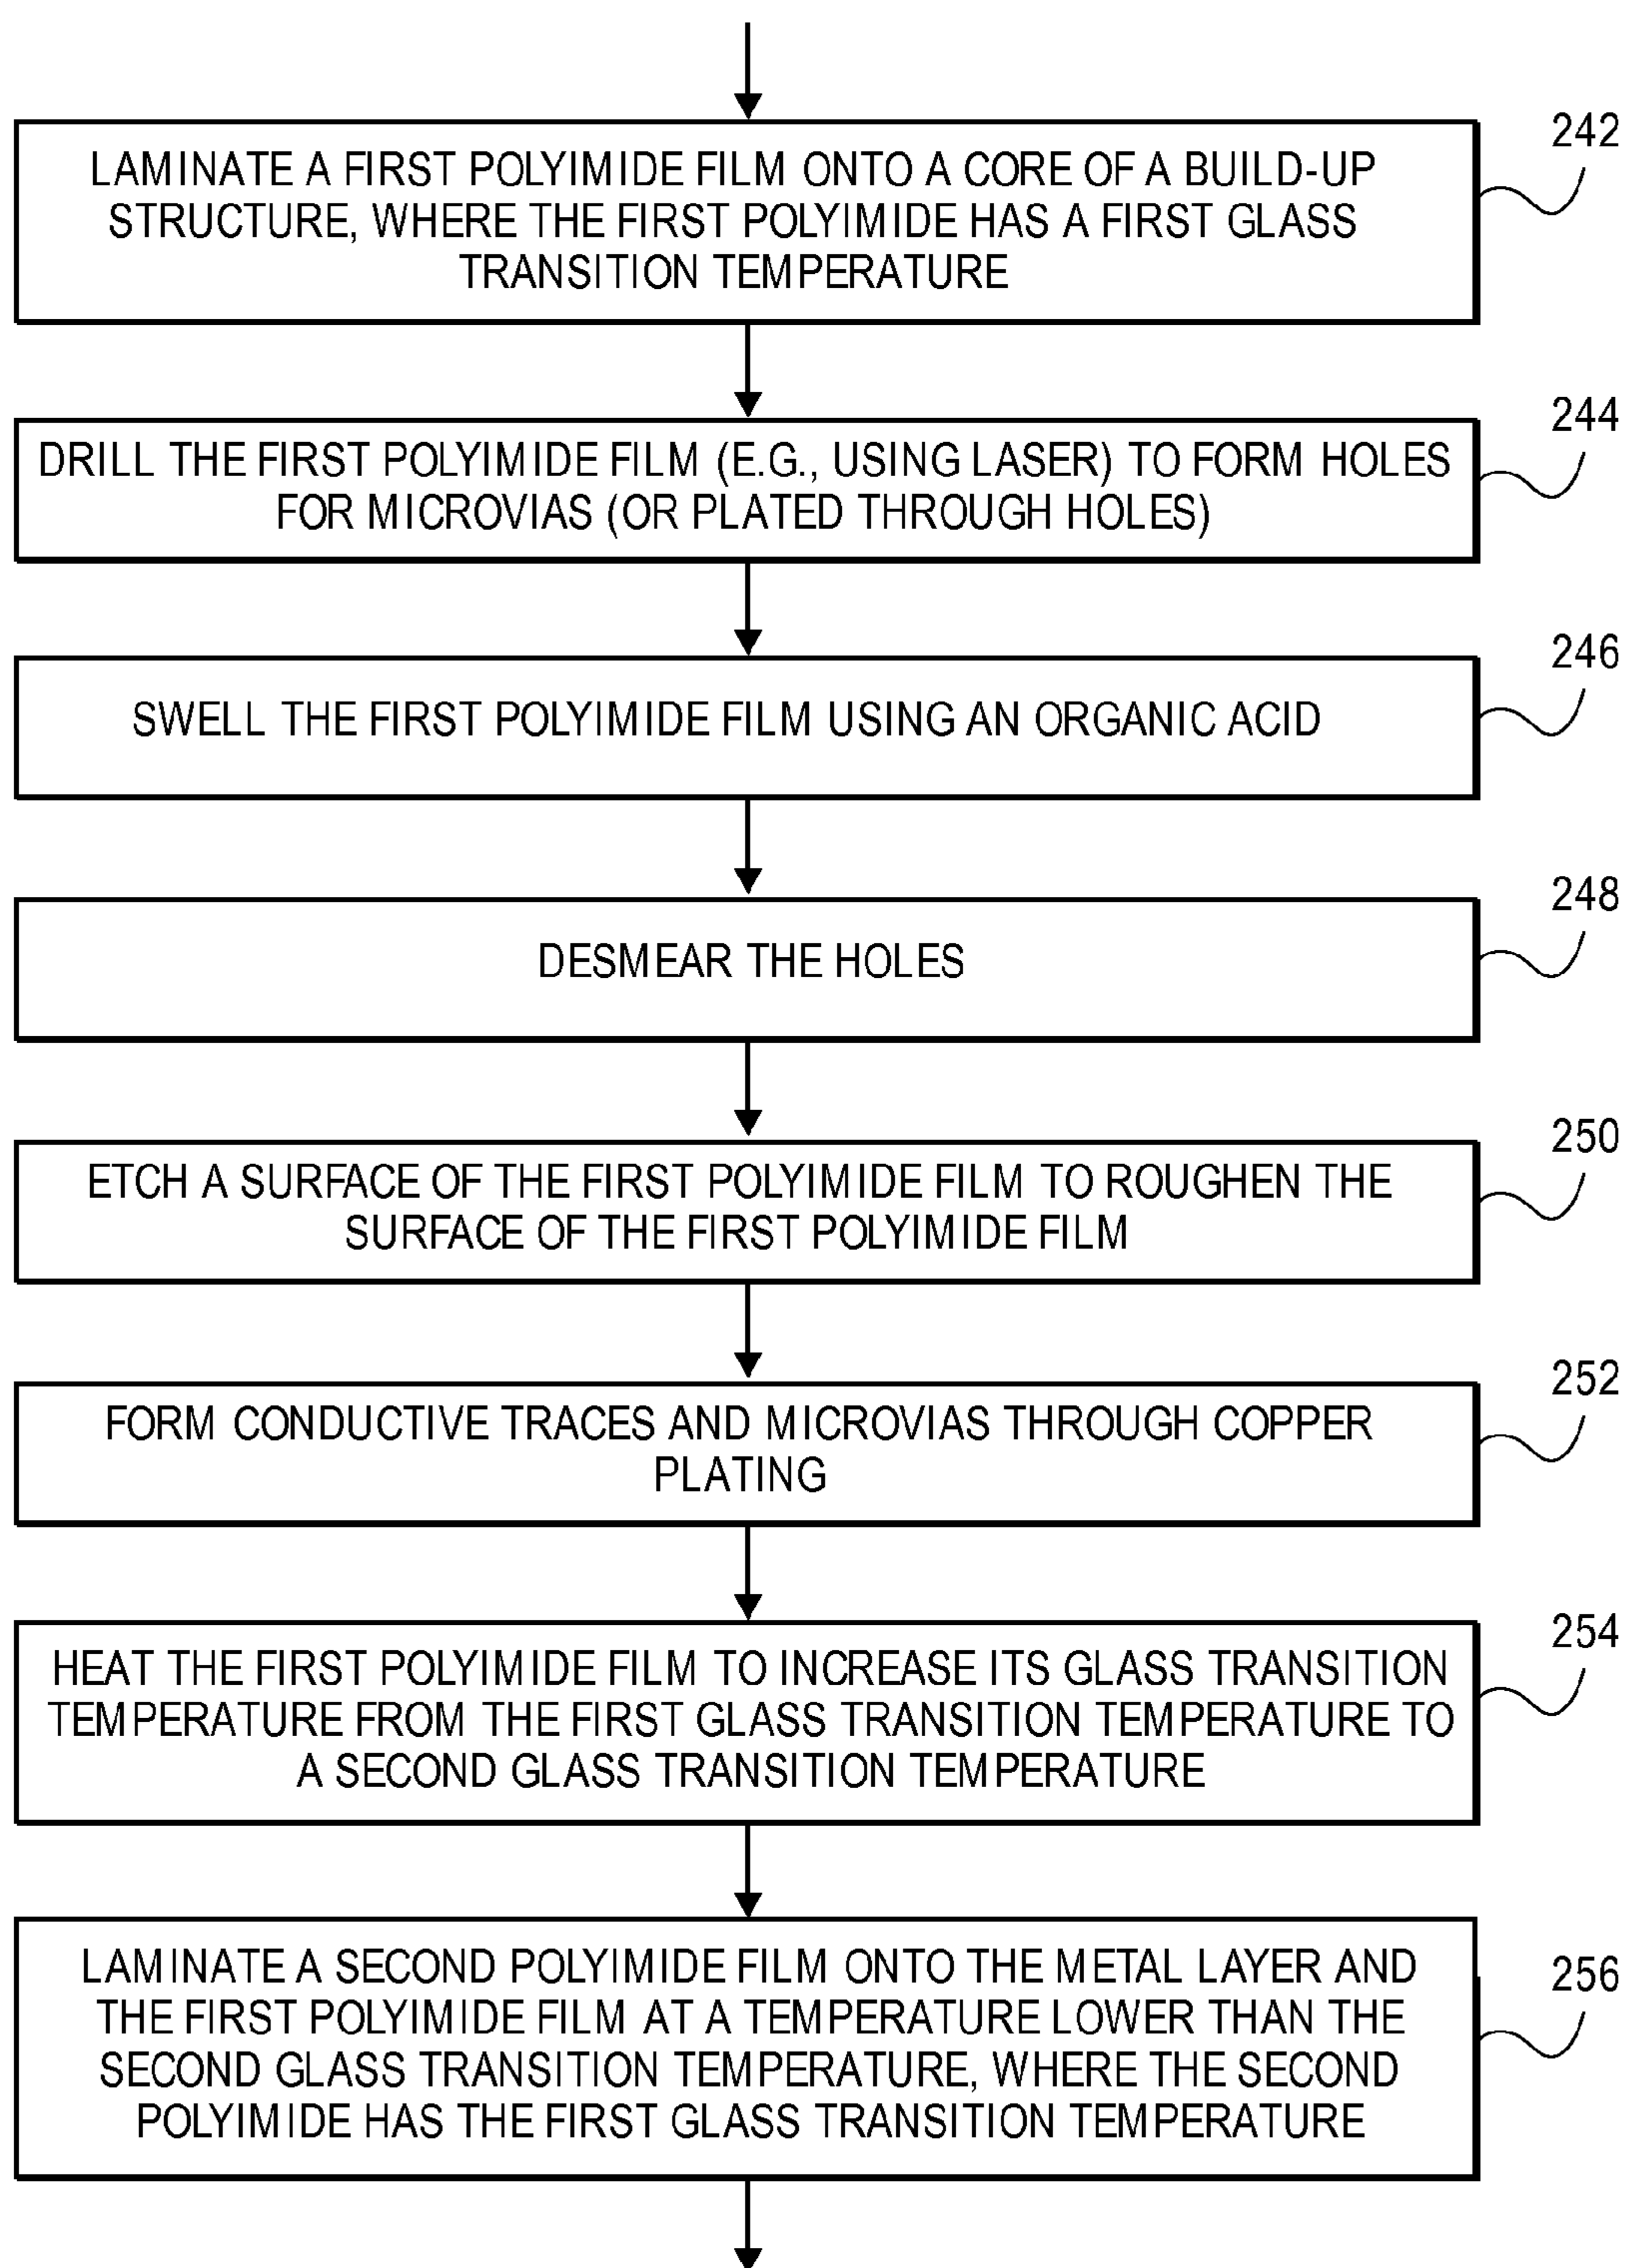 242
LAMINATE A FIRST POLYIMIDE FILM ONTO A CORE OF A BUILD-UP
STRUCTURE, WHERE THE FIRST POLYIMIDE HAS A FIRST GLASS
TRANSITION TEMPERATURE
244
DRILL THE FIRST POLYIMIDE FILM (E.G., USING LASER) TO FORM HOLES
FOR MICROVIAS (OR PLATED THROUGH HOLES)
246
SWELL THE FIRST POLYIMIDE FILM USING AN ORGANIC ACID
248
DESMEAR THE HOLES
250
ETCH A SURFACE OF THE FIRST POLYIMIDE FILM TO ROUGHEN THE
SURFACE OF THE FIRST POLYIMIDE FILM
252
FORM CONDUCTIVE TRACES AND MICROVIAS THROUGH COPPER
PLATING
254
HEAT THE FIRST POLYIMIDE FILM TO INCREASE ITS GLASS TRANSITION
TEMPERATURE FROM THE FIRST GLASS TRANSITION TEMPERATURE TO
A SECOND GLASS TRANSITION TEMPERATURE
256
LAMINATE A SECOND POLYIMIDE FILM ONTO THE METAL LAYER AND
THE FIRST POLYIMIDE FILM AT A TEMPERATURE LOWER THAN THE
SECOND GLASS TRANSITION TEMPERATURE, WHERE THE SECOND
POLYIMIDE HAS THE FIRST GLASS TRANSITION TEMPERATURE